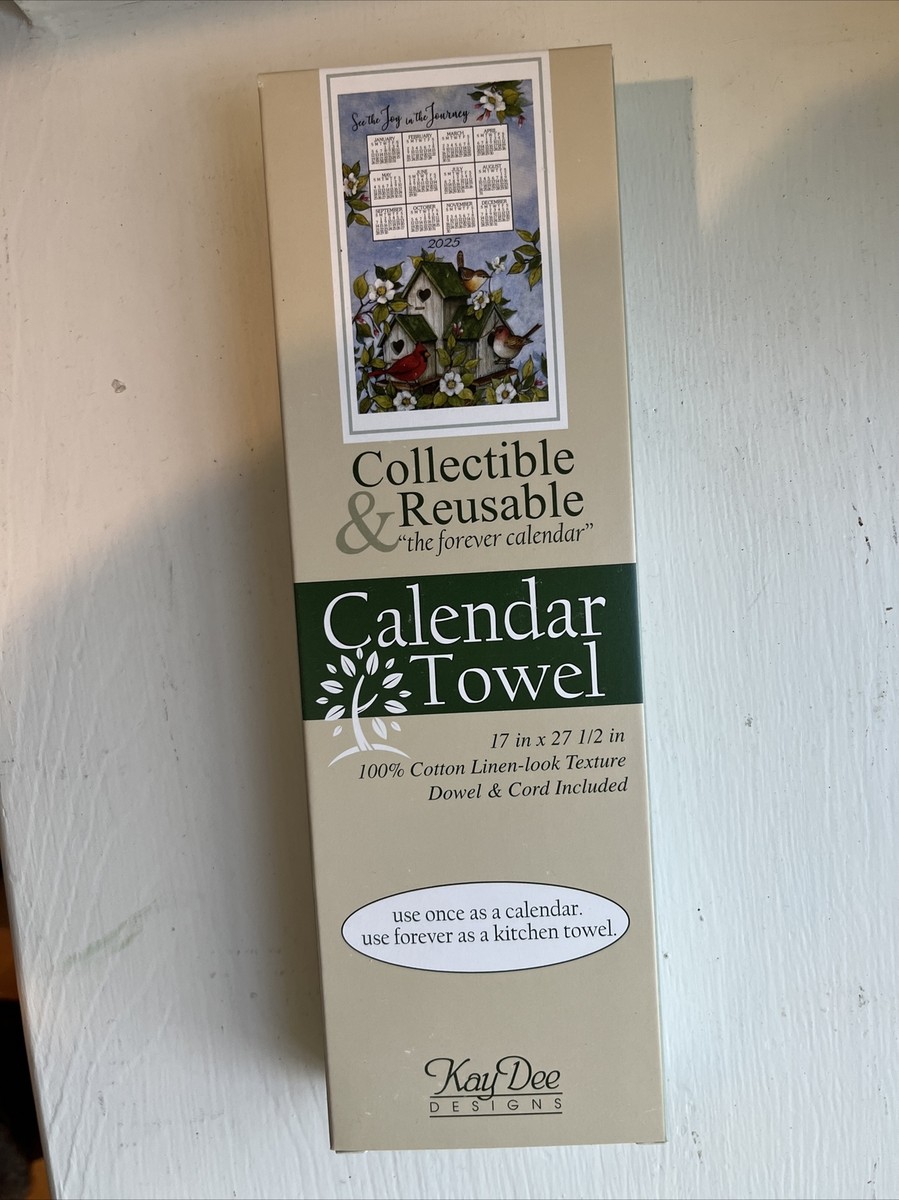 See the Joy in the Journey
JANUARY FEBRUARY MARCH APRIL
MAY JUNE JULY AUGUST
SEPTEMBER OCTOBER NOVEMBER DECEMBER
2025
Collectible
& Reusable
“the forever calendar”
Calendar
Towel
17 in x 27 1/2 in
100% Cotton Linen-look Texture
Dowel & Cord Included
use once as a calendar.
use forever as a kitchen towel.
KayDee
DESIGNS